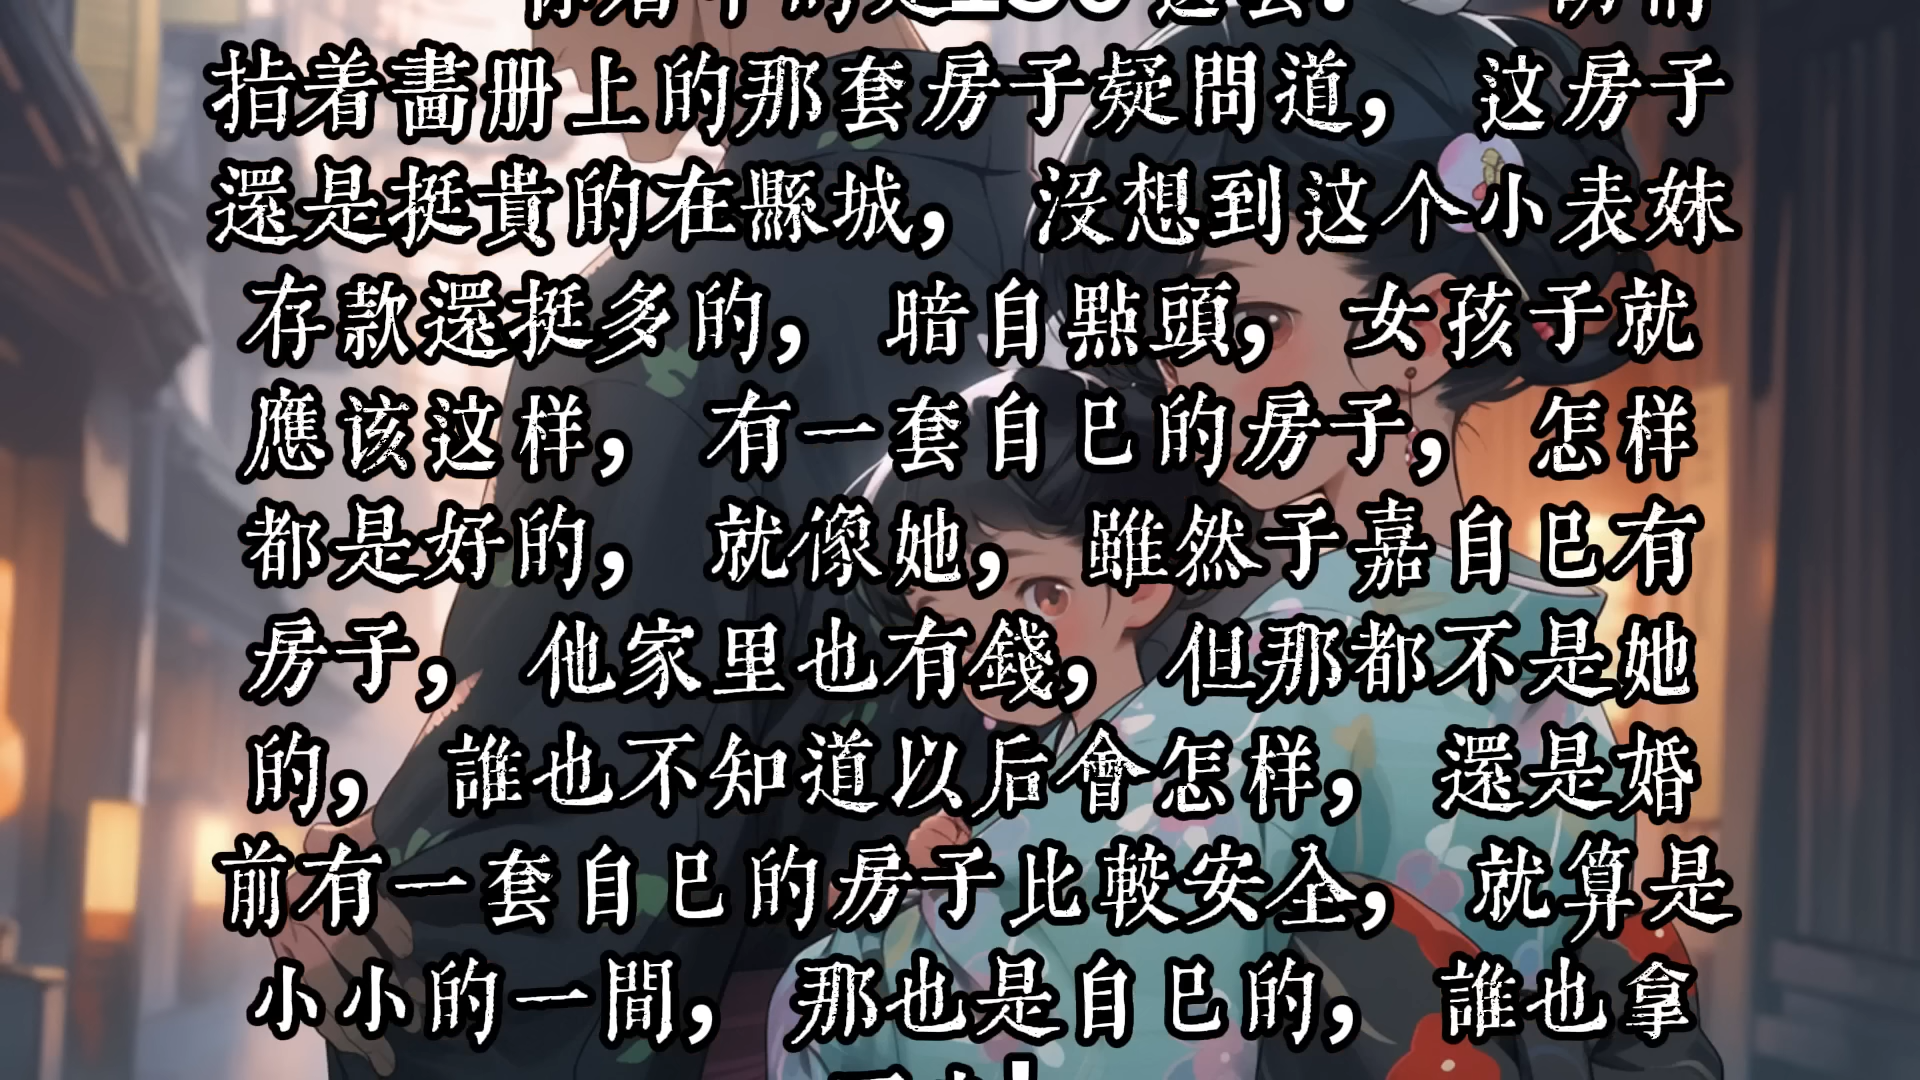 指着畵册上的那套房子疑問道， 这房子
還是挺貴的在縣城， 沒想到这个小表妹
存款還挺多的， 暗自點頭， 女孩子就
應该这样， 有一套自已的房子， 怎样
都是好的， 就像她， 雖然子嘉自已有
房子， 他家里也有錢， 但那都不是她
的， 誰也不知道以后會怎样， 還是婚
前有一套自已的房子比較安全， 就算是
小小的一間， 那也是自已的， 誰也拿